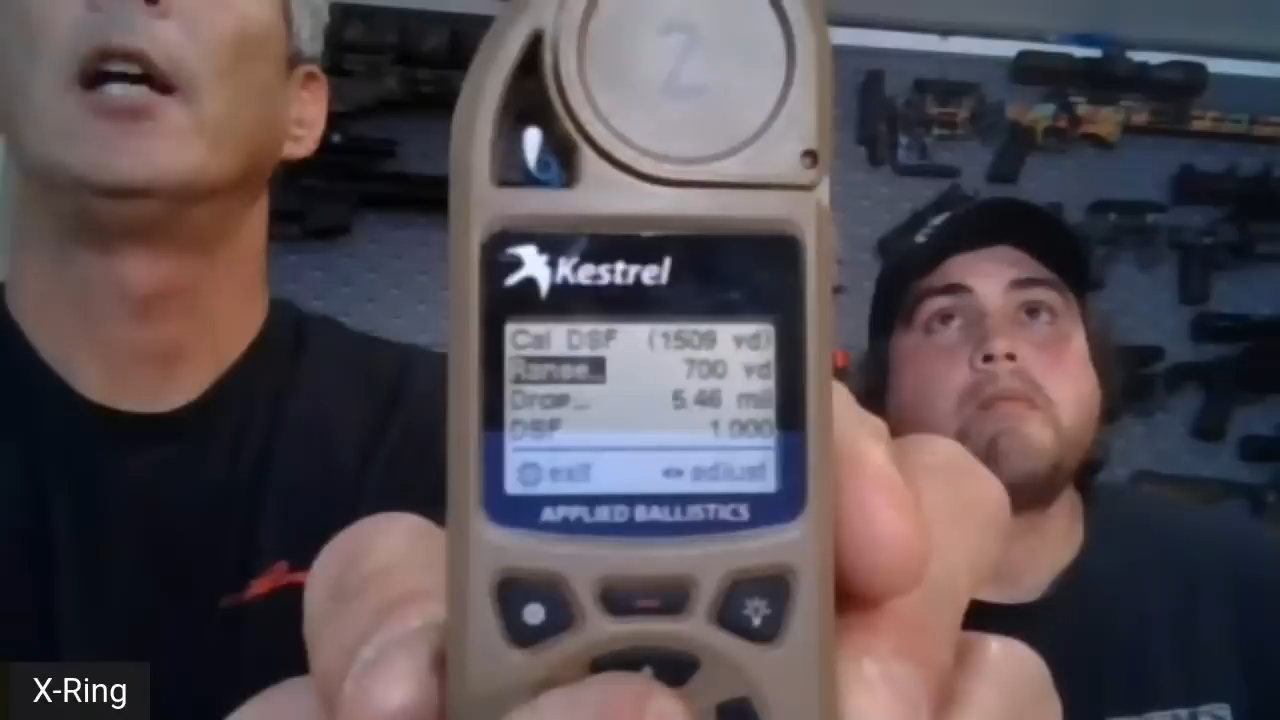 2
Kestrel
Cal DSF (1509 yd)
Range… 700 yd
Drop… 5.46 mil
DSF 1.000
exit adjust
APPLIED BALLISTICS
X-Ring